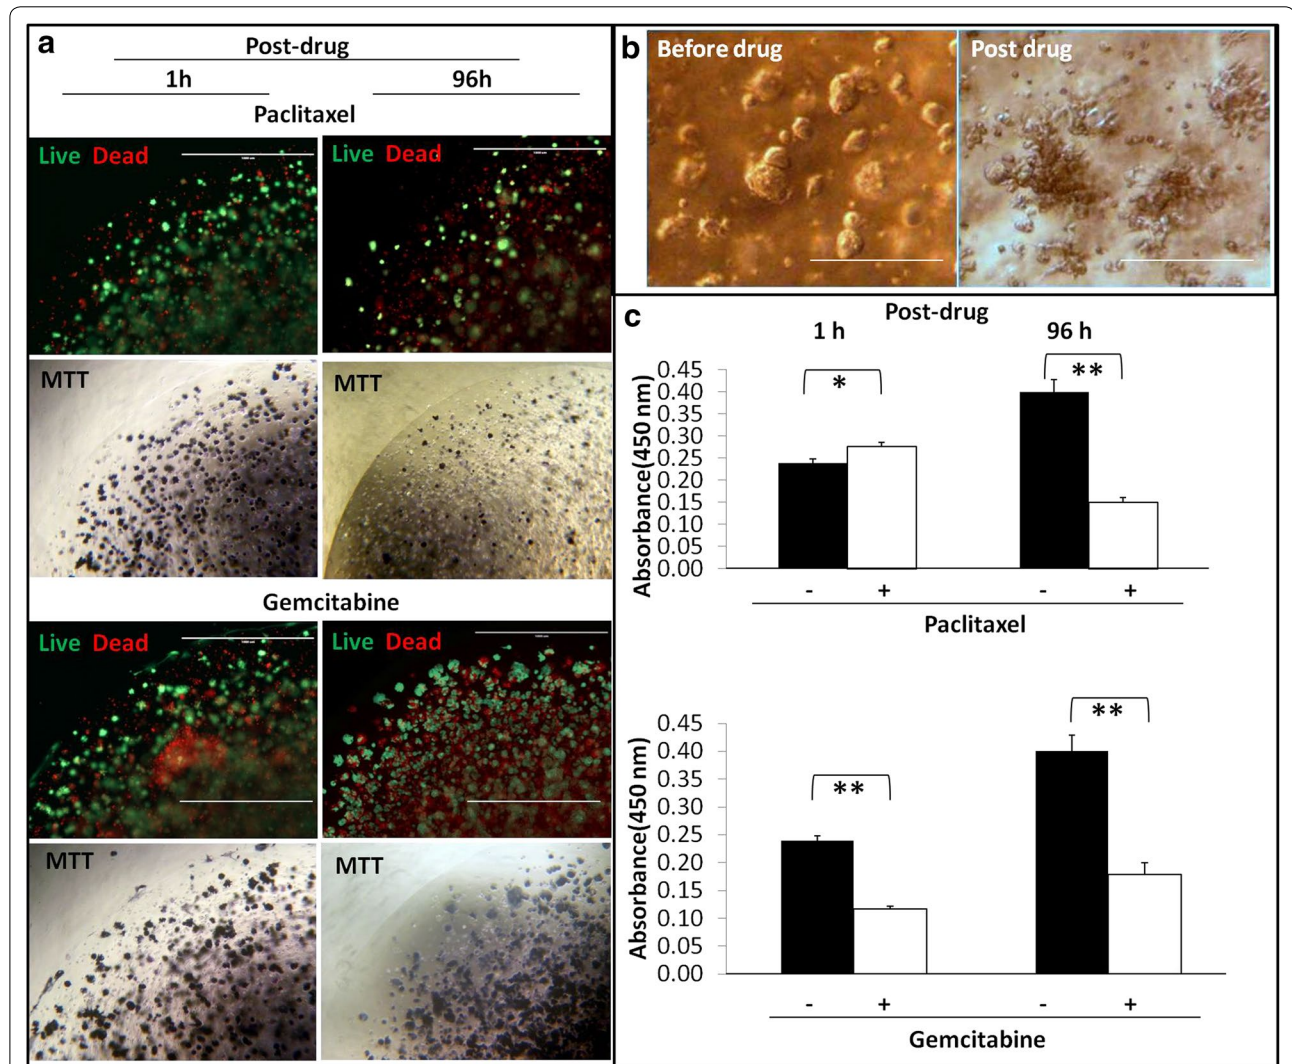 a
Post-drug
1h 96h
Paclitaxel
Live Dead
Live Dead
MTT
MTT
Gemcitabine
Live Dead
Live Dead
MTT
MTT
b
Before drug
Post drug
c
Post-drug
1 h 96 h
Absorbance(450 nm)
0.45
0.40
0.35
0.30
0.25
0.20
0.15
0.10
0.05
0.00
*
**
- + - +
Paclitaxel
Absorbance(450 nm)
0.45
0.40
0.35
0.30
0.25
0.20
0.15
0.10
0.05
0.00
**
**
- + - +
Gemcitabine